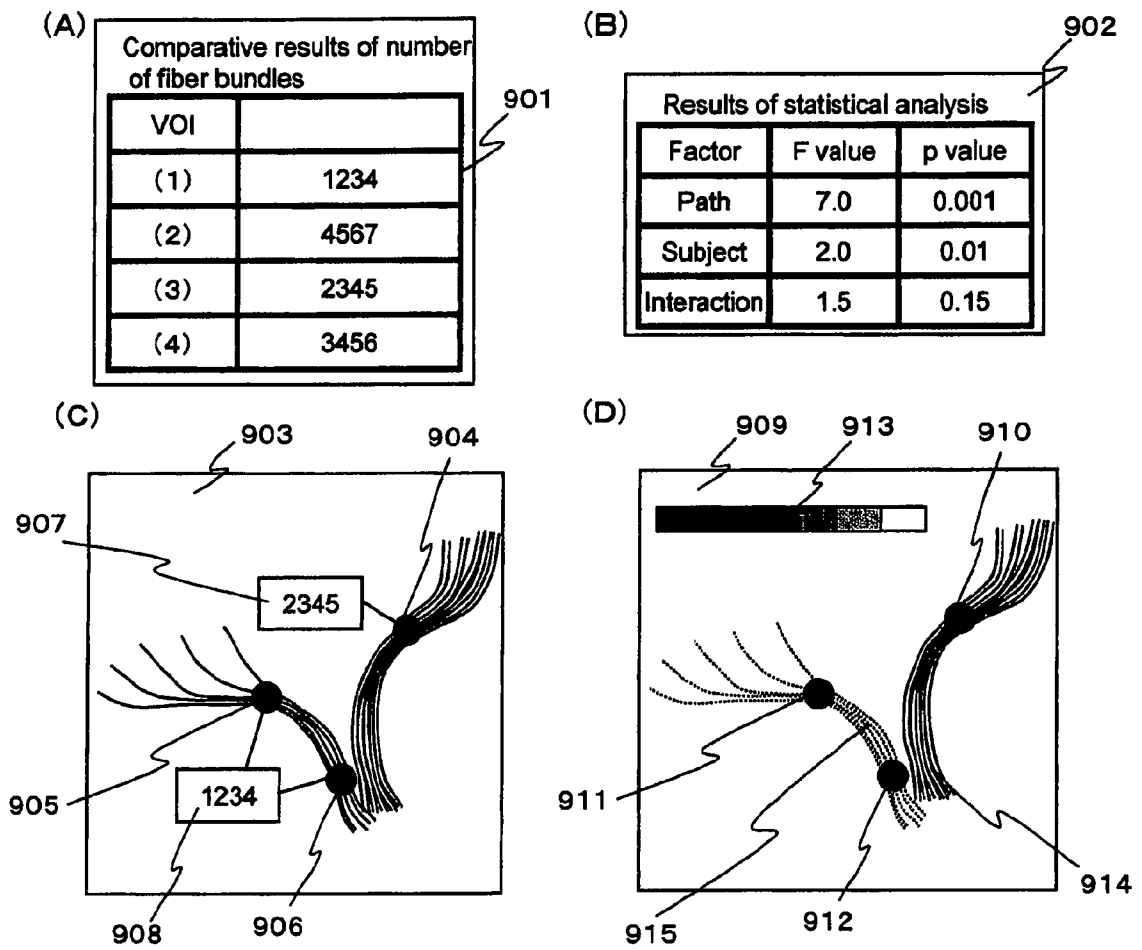 (A)
Comparative results of number
of fiber bundles
VOI
(1) 1234
(2) 4567
(3) 2345
(4) 3456
901
(B)
902
Results of statistical analysis
Factor F value p value
Path 7.0 0.001
Subject 2.0 0.01
Interaction 1.5 0.15
(C)
903
904
907
2345
1234
905
908
906
(D)
909
913
910
911
915
912
914